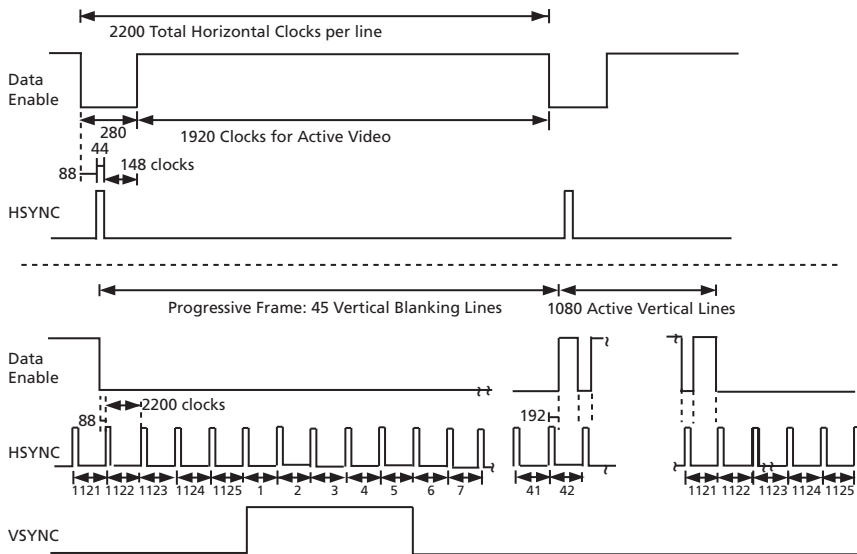 2200 Total Horizontal Clocks per line
Data
Enable
280
1920 Clocks for Active Video
44
148 clocks
88
HSYNC
Progressive Frame: 45 Vertical Blanking Lines
1080 Active Vertical Lines
Data
Enable
2200 clocks
88
192
HSYNC
1121 1122 1123 1124 1125 1 2 3 4 5 6 7 41 42 1121 1122 1123 1124 1125
VSYNC